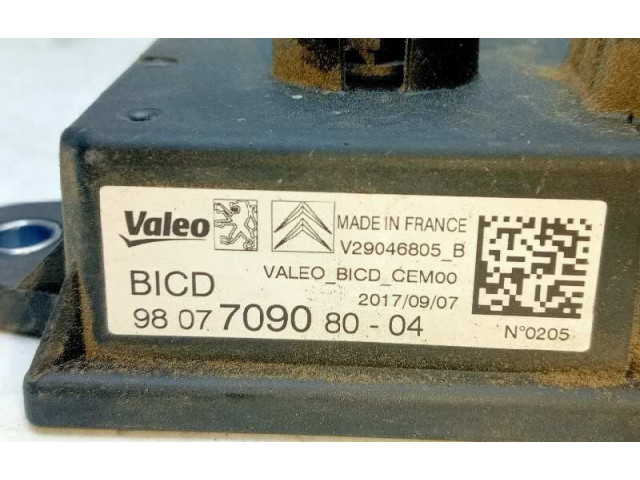 Valeo
MADE IN FRANCE
V29046805_B
VALEO_BICD_CEM00
2017/09/07
BICD
98 07 7090 80 - 04
N°0205